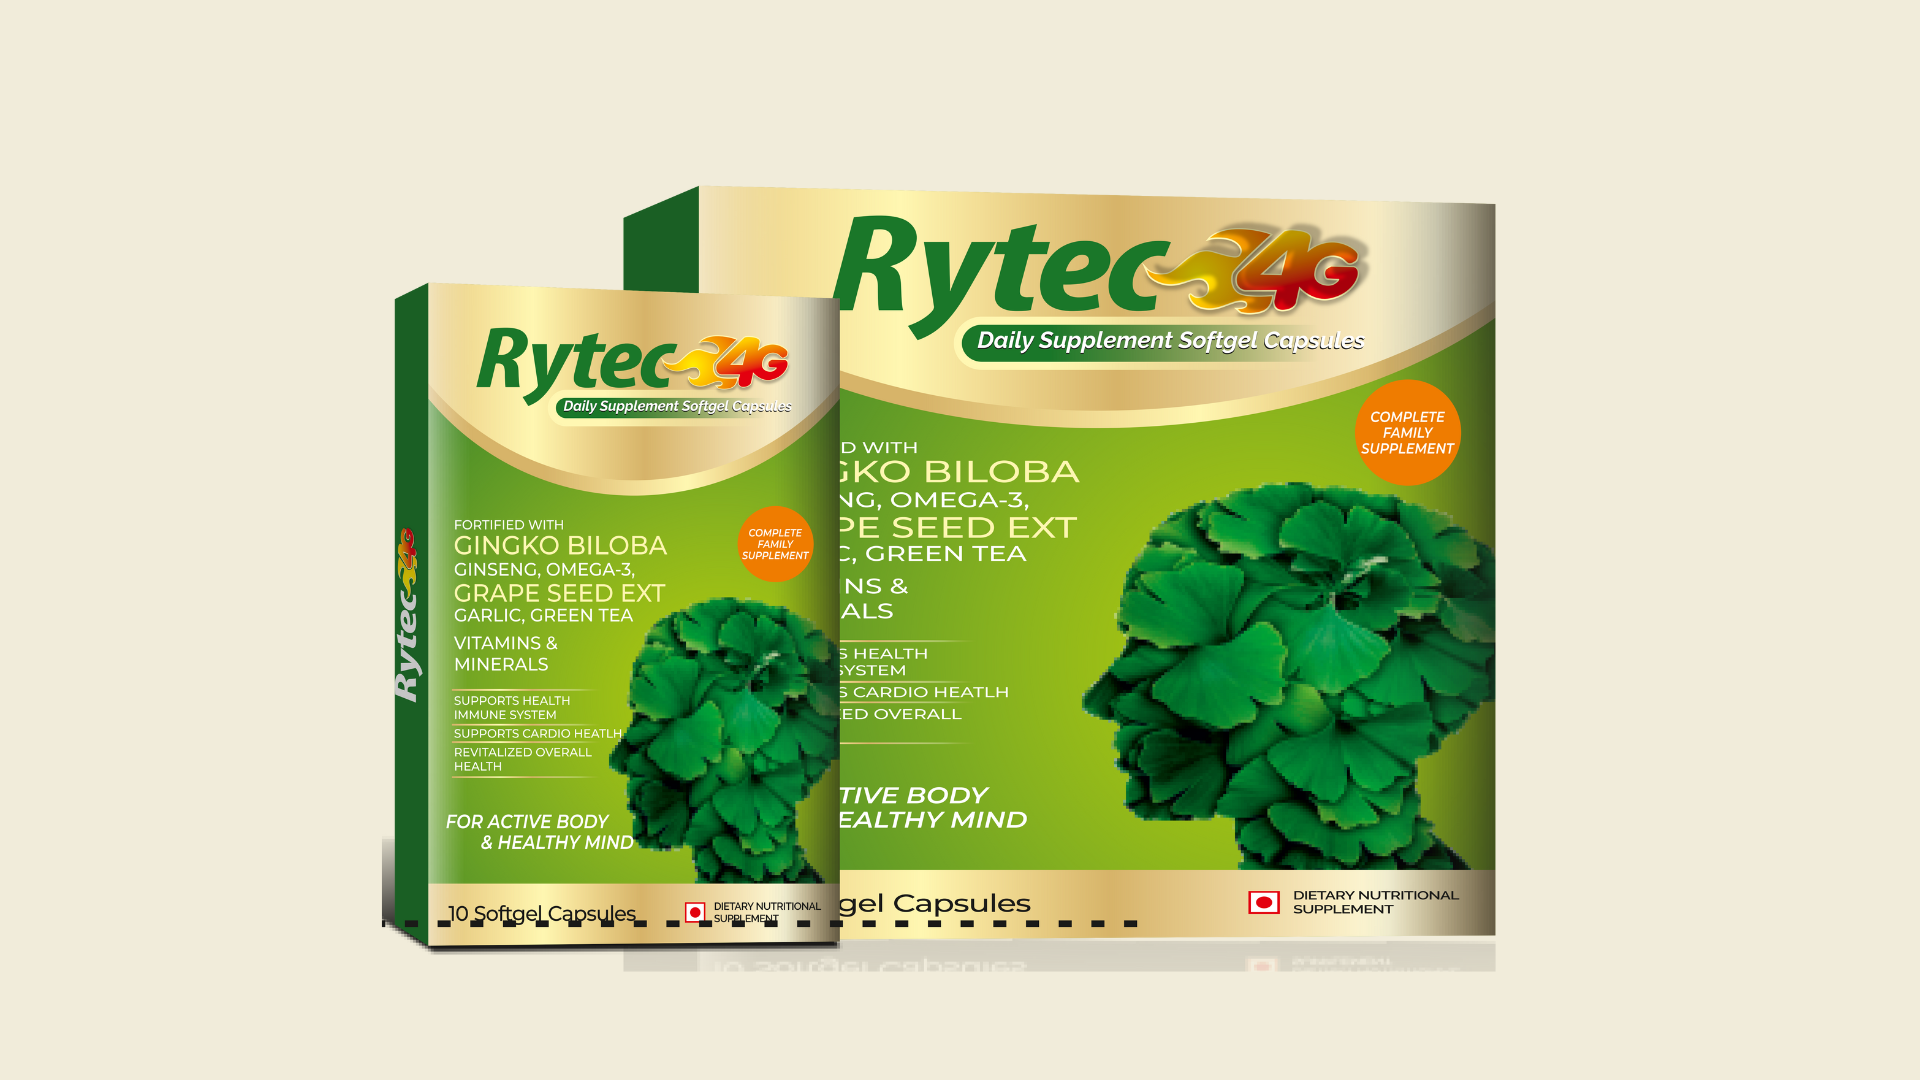 Rytec 4G
Daily Supplement Softgel Capsules
FORTIFIED WITH
GINGKO BILOBA
GINSENG, OMEGA-3,
GRAPE SEED EXT
GARLIC, GREEN TEA
VITAMINS &
MINERALS
SUPPORTS HEALTH
IMMUNE SYSTEM
SUPPORTS CARDIO HEATLH
REVITALIZED OVERALL
HEALTH
FOR ACTIVE BODY
& HEALTHY MIND
COMPLETE
FAMILY
SUPPLEMENT
10 Softgel Capsules
DIETARY NUTRITIONAL
SUPPLEMENT
Rytec 4G
Rytec 4G
Daily Supplement Softgel Capsules
COMPLETE
FAMILY
SUPPLEMENT
D WITH
GKO BILOBA
NG, OMEGA-3,
PE SEED EXT
C, GREEN TEA
INS &
ALS
S HEALTH
SYSTEM
S CARDIO HEATLH
ZED OVERALL
TIVE BODY
EALTHY MIND
gel Capsules
DIETARY NUTRITIONAL
SUPPLEMENT